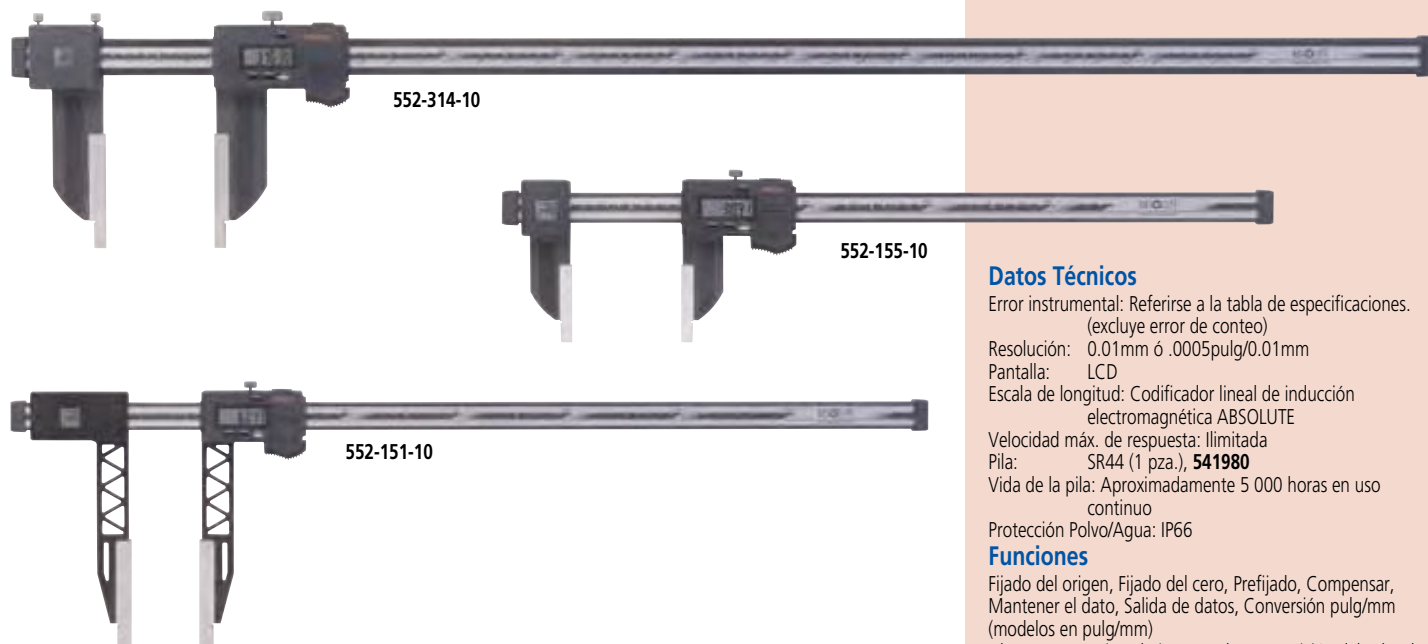 552-314-10
552-155-10
552-151-10
Datos Técnicos
Error instrumental: Referirse a la tabla de especificaciones.
(excluye error de conteo)
Resolución: 0.01mm ó .0005pulg/0.01mm
Pantalla: LCD
Escala de longitud: Codificador lineal de inducción
electromagnética ABSOLUTE
Velocidad máx. de respuesta: Ilimitada
Pila: SR44 (1 pza.), 541980
Vida de la pila: Aproximadamente 5 000 horas en uso
continuo
Protección Polvo/Agua: IP66
Funciones
Fijado del origen, Fijado del cero, Prefijado, Compensar,
Mantener el dato, Salida de datos, Conversión pulg/mm
(modelos en pulg/mm)